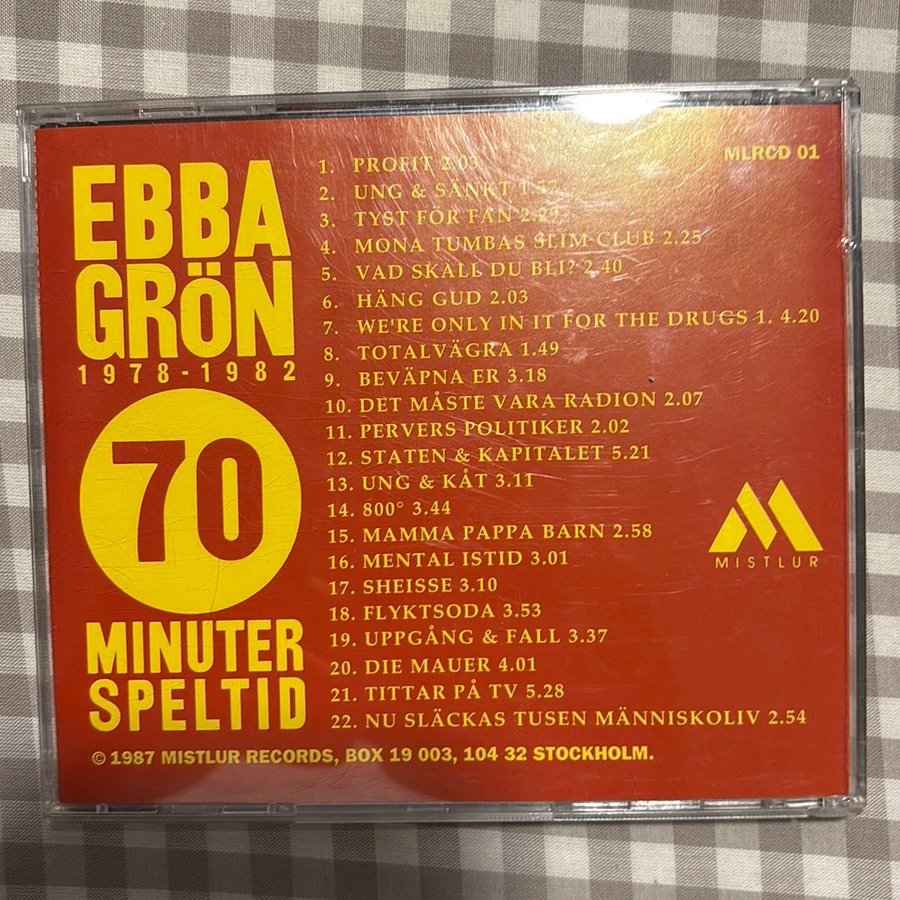 EBBA
GRÖN
1978-1982
70
MINUTER
SPELTID
MLRCD 01
1. PROFIT 2.03
2. UNG & SÄNKT 1.57
3. TYST FÖR FAN 2.29
4. MONA TUMBAS SLIM CLUB 2.25
5. VAD SKALL DU BLI? 2.40
6. HÄNG GUD 2.03
7. WE'RE ONLY IN IT FOR THE DRUGS 1. 4.20
8. TOTALVÄGRA 1.49
9. BEVÄPNA ER 3.18
10. DET MÅSTE VARA RADION 2.07
11. PERVERS POLITIKER 2.02
12. STATEN & KAPITALET 5.21
13. UNG & KÅT 3.11
14. 800° 3.44
15. MAMMA PAPPA BARN 2.58
16. MENTAL ISTID 3.01
17. SHEISSE 3.10
18. FLYKTSODA 3.53
19. UPPGÅNG & FALL 3.37
20. DIE MAUER 4.01
21. TITTAR PÅ TV 5.28
22. NU SLÄCKAS TUSEN MÄNNISKOLIV 2.54
MISTLUR
© 1987 MISTLUR RECORDS, BOX 19 003, 104 32 STOCKHOLM.